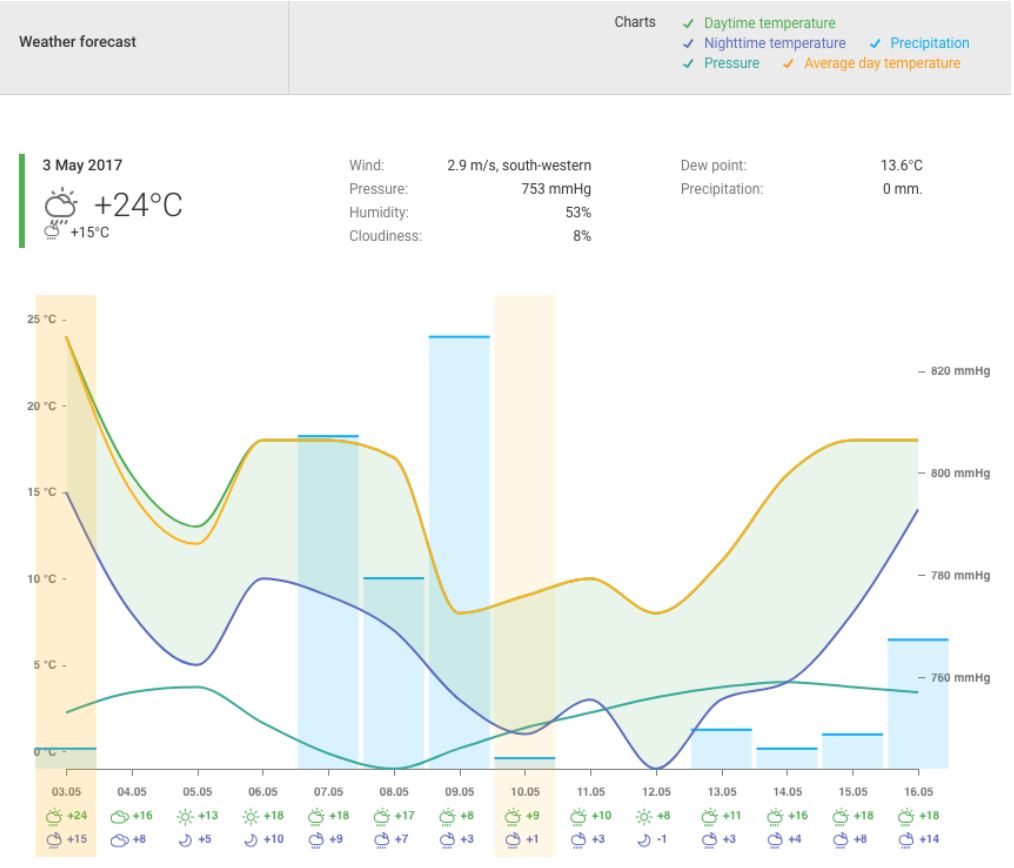 Weather forecast
Charts
Daytime temperature
Nighttime temperature Precipitation
Pressure Average day temperature
3 May 2017
+24°C
+15°C
Wind: 2.9 m/s, south-western
Pressure: 753 mmHg
Humidity: 53%
Cloudiness: 8%
Dew point: 13.6°C
Precipitation: 0 mm.
25 °C
20 °C
15 °C
10 °C
5 °C
0 °C
820 mmHg
800 mmHg
780 mmHg
760 mmHg
03.05 04.05 05.05 06.05 07.05 08.05 09.05 10.05 11.05 12.05 13.05 14.05 15.05 16.05
+24 +16 +13 +18 +18 +17 +8 +9 +10 +8 +11 +16 +18 +18
+15 +8 +5 +10 +9 +7 +3 +1 +3 -1 +3 +4 +8 +14